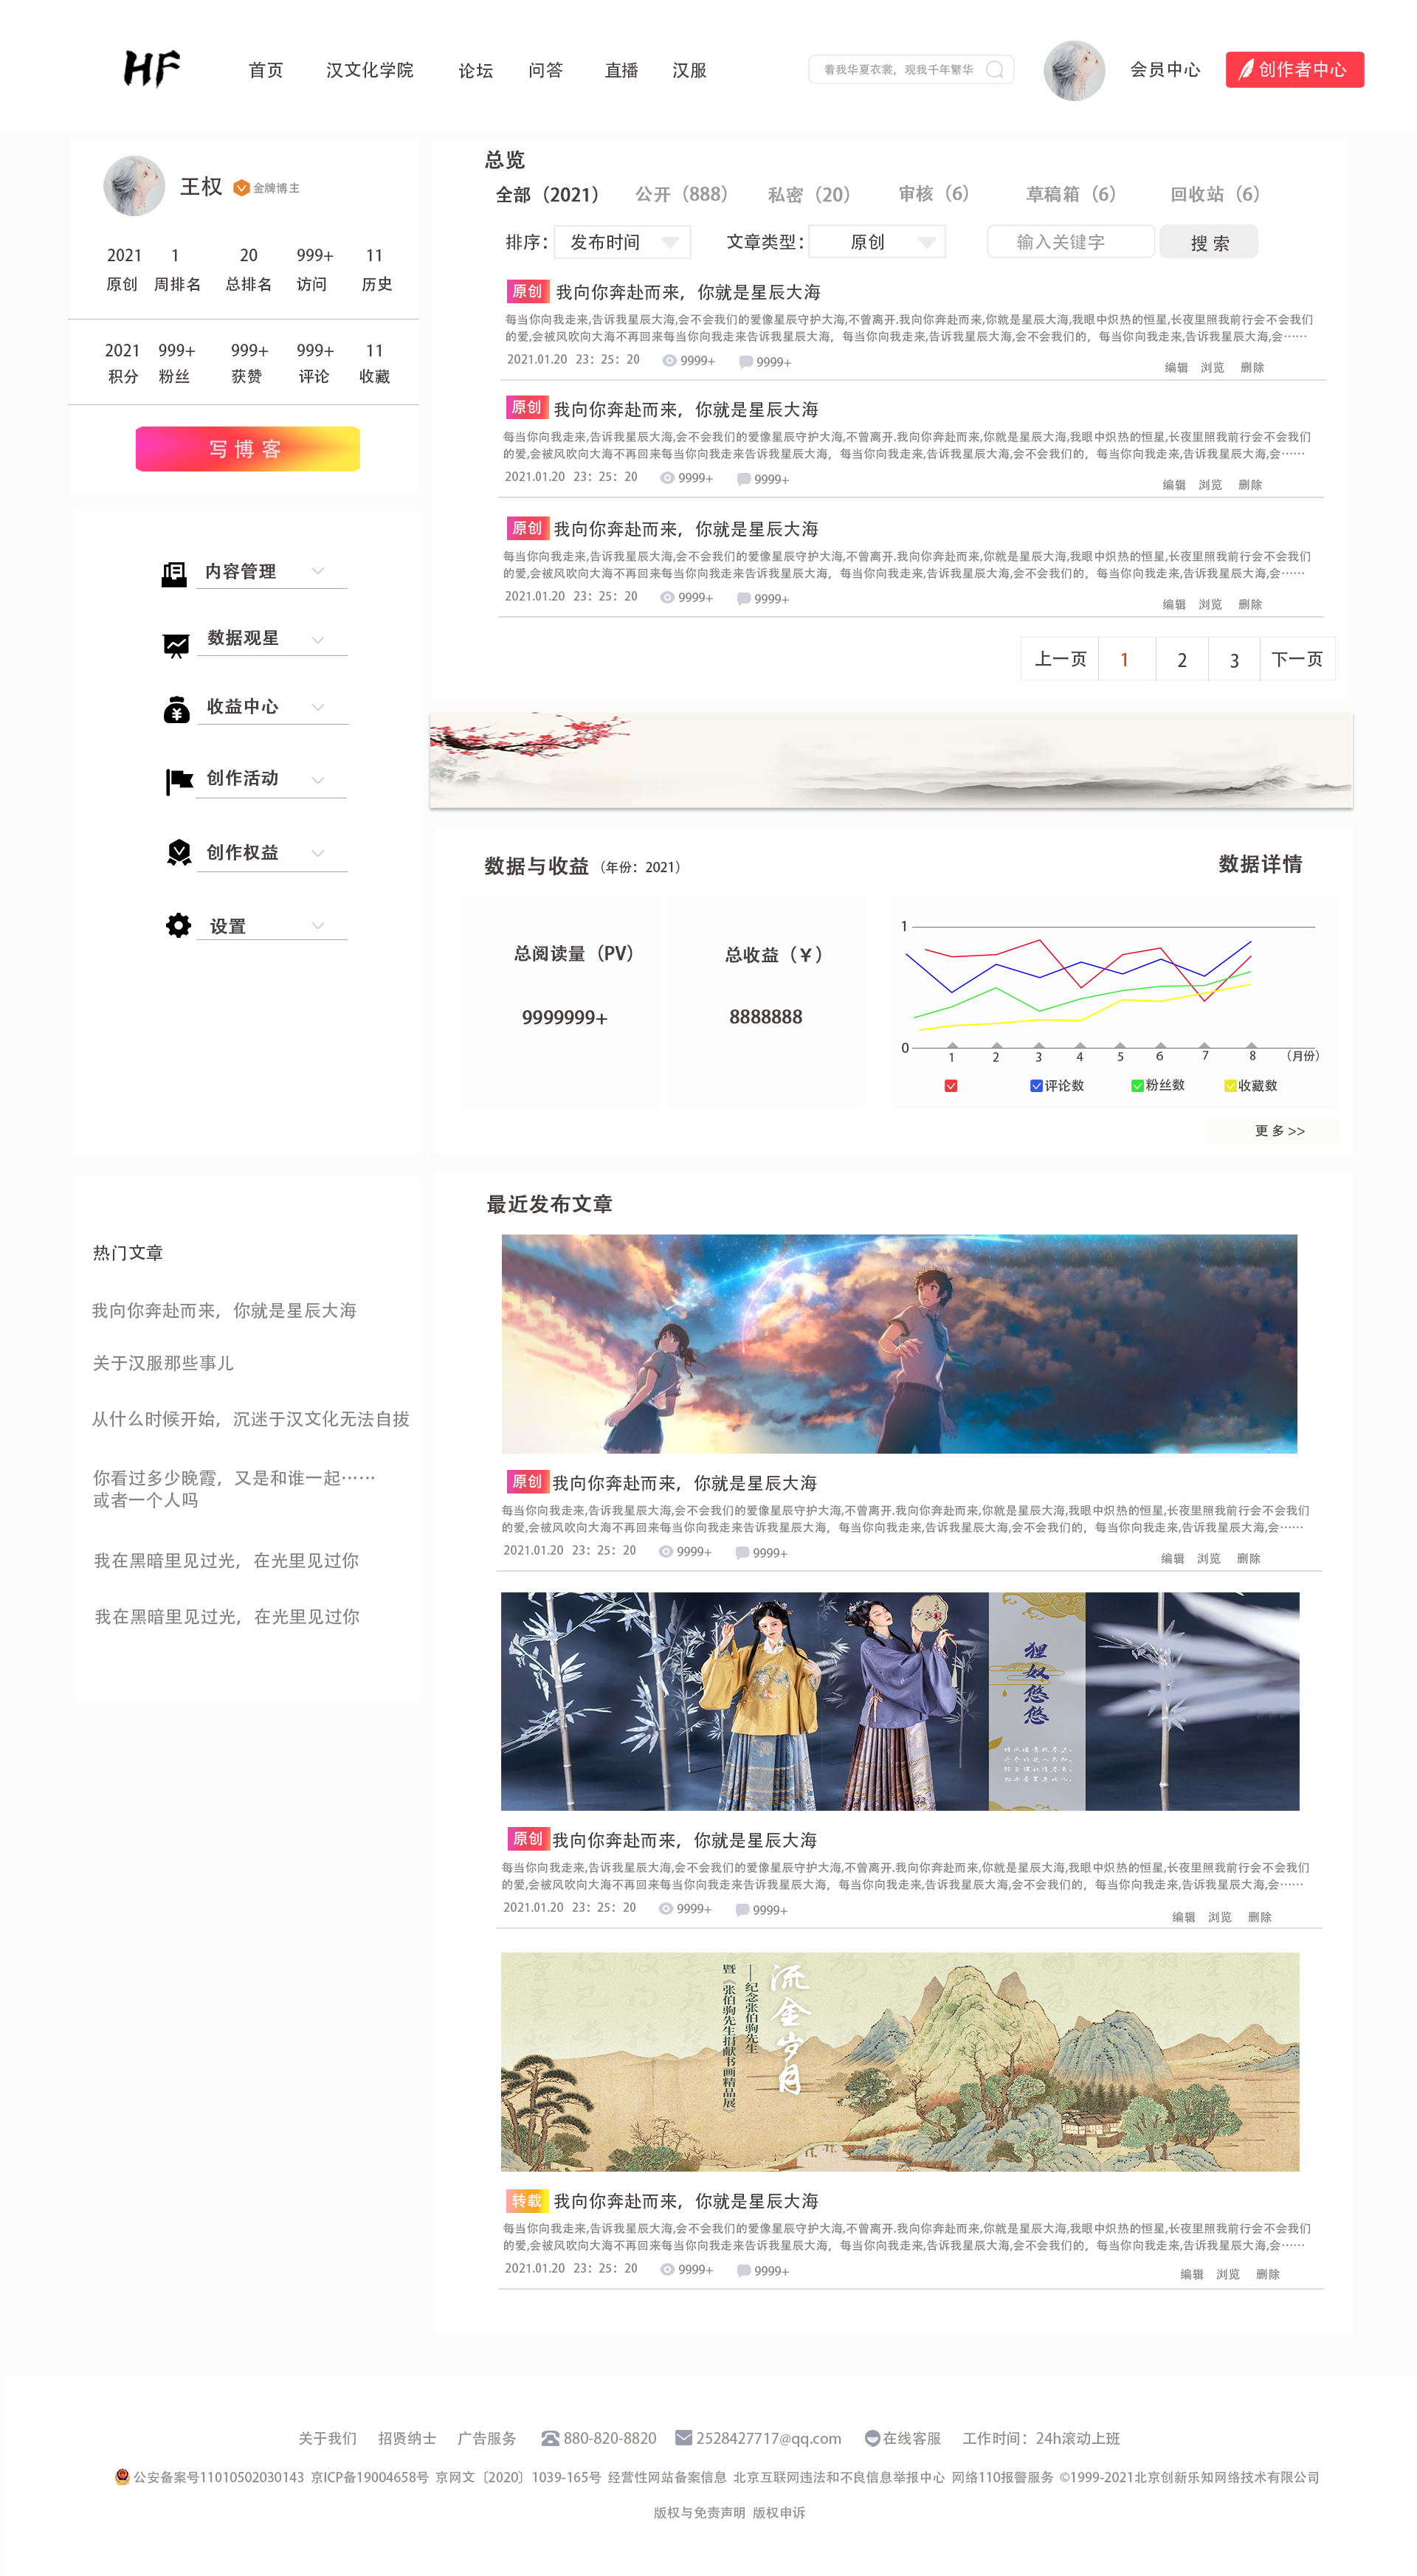 HF
首页 汉文化学院 论坛 问答 直播 汉服
着我华夏衣裳，观我千年繁华
会员中心
创作者中心
王权 金牌博主
2021 1 20 999+ 11
原创 周排名 总排名 访问 历史
2021 999+ 999+ 999+ 11
积分 粉丝 获赞 评论 收藏
写博客
内容管理
数据观星
收益中心
创作活动
创作权益
设置
热门文章
我向你奔赴而来，你就是星辰大海
关于汉服那些事儿
从什么时候开始，沉迷于汉文化无法自拔
你看过多少晚霞，又是和谁一起……
或者一个人吗
我在黑暗里见过光，在光里见过你
我在黑暗里见过光，在光里见过你
总览
全部（2021） 公开（888） 私密（20） 审核（6） 草稿箱（6） 回收站（6）
排序： 发布时间 文章类型： 原创 输入关键字 搜 索
原创 我向你奔赴而来，你就是星辰大海
每当你向我走来,告诉我星辰大海,会不会我们的爱像星辰守护大海,不曾离开.我向你奔赴而来,你就是星辰大海,我眼中炽热的恒星,长夜里照我前行会不会我们
的爱,会被风吹向大海不再回来每当你向我走来告诉我星辰大海，每当你向我走来,告诉我星辰大海,会不会我们的，每当你向我走来,告诉我星辰大海,会……
2021.01.20 23：25：20 9999+ 9999+ 编辑 浏览 删除
原创 我向你奔赴而来，你就是星辰大海
每当你向我走来,告诉我星辰大海,会不会我们的爱像星辰守护大海,不曾离开.我向你奔赴而来,你就是星辰大海,我眼中炽热的恒星,长夜里照我前行会不会我们
的爱,会被风吹向大海不再回来每当你向我走来告诉我星辰大海，每当你向我走来,告诉我星辰大海,会不会我们的，每当你向我走来,告诉我星辰大海,会……
2021.01.20 23：25：20 9999+ 9999+ 编辑 浏览 删除
原创 我向你奔赴而来，你就是星辰大海
每当你向我走来,告诉我星辰大海,会不会我们的爱像星辰守护大海,不曾离开.我向你奔赴而来,你就是星辰大海,我眼中炽热的恒星,长夜里照我前行会不会我们
的爱,会被风吹向大海不再回来每当你向我走来告诉我星辰大海，每当你向我走来,告诉我星辰大海,会不会我们的，每当你向我走来,告诉我星辰大海,会……
2021.01.20 23：25：20 9999+ 9999+ 编辑 浏览 删除
上一页 1 2 3 下一页
数据与收益（年份：2021） 数据详情
总阅读量（PV） 总收益（¥）
9999999+ 8888888
1
0
1 2 3 4 5 6 7 8 （月份）
评论数 粉丝数 收藏数
更 多 >>
最近发布文章
原创 我向你奔赴而来，你就是星辰大海
每当你向我走来,告诉我星辰大海,会不会我们的爱像星辰守护大海,不曾离开.我向你奔赴而来,你就是星辰大海,我眼中炽热的恒星,长夜里照我前行会不会我们
的爱,会被风吹向大海不再回来每当你向我走来告诉我星辰大海，每当你向我走来,告诉我星辰大海,会不会我们的，每当你向我走来,告诉我星辰大海,会……
2021.01.20 23：25：20 9999+ 9999+ 编辑 浏览 删除
狸奴悠悠
原创 我向你奔赴而来，你就是星辰大海
每当你向我走来,告诉我星辰大海,会不会我们的爱像星辰守护大海,不曾离开.我向你奔赴而来,你就是星辰大海,我眼中炽热的恒星,长夜里照我前行会不会我们
的爱,会被风吹向大海不再回来每当你向我走来告诉我星辰大海，每当你向我走来,告诉我星辰大海,会不会我们的，每当你向我走来,告诉我星辰大海,会……
2021.01.20 23：25：20 9999+ 9999+ 编辑 浏览 删除
流金岁月
——纪念张伯驹先生
暨《张伯驹先生捐献书画精品展》
转载 我向你奔赴而来，你就是星辰大海
每当你向我走来,告诉我星辰大海,会不会我们的爱像星辰守护大海,不曾离开.我向你奔赴而来,你就是星辰大海,我眼中炽热的恒星,长夜里照我前行会不会我们
的爱,会被风吹向大海不再回来每当你向我走来告诉我星辰大海，每当你向我走来,告诉我星辰大海,会不会我们的，每当你向我走来,告诉我星辰大海,会……
2021.01.20 23：25：20 9999+ 9999+ 编辑 浏览 删除
关于我们 招贤纳士 广告服务 880-820-8820 2528427717@qq.com 在线客服 工作时间：24h滚动上班
公安备案号11010502030143 京ICP备19004658号 京网文〔2020〕1039-165号 经营性网站备案信息 北京互联网违法和不良信息举报中心 网络110报警服务 ©1999-2021北京创新乐知网络技术有限公司
版权与免责声明 版权申诉